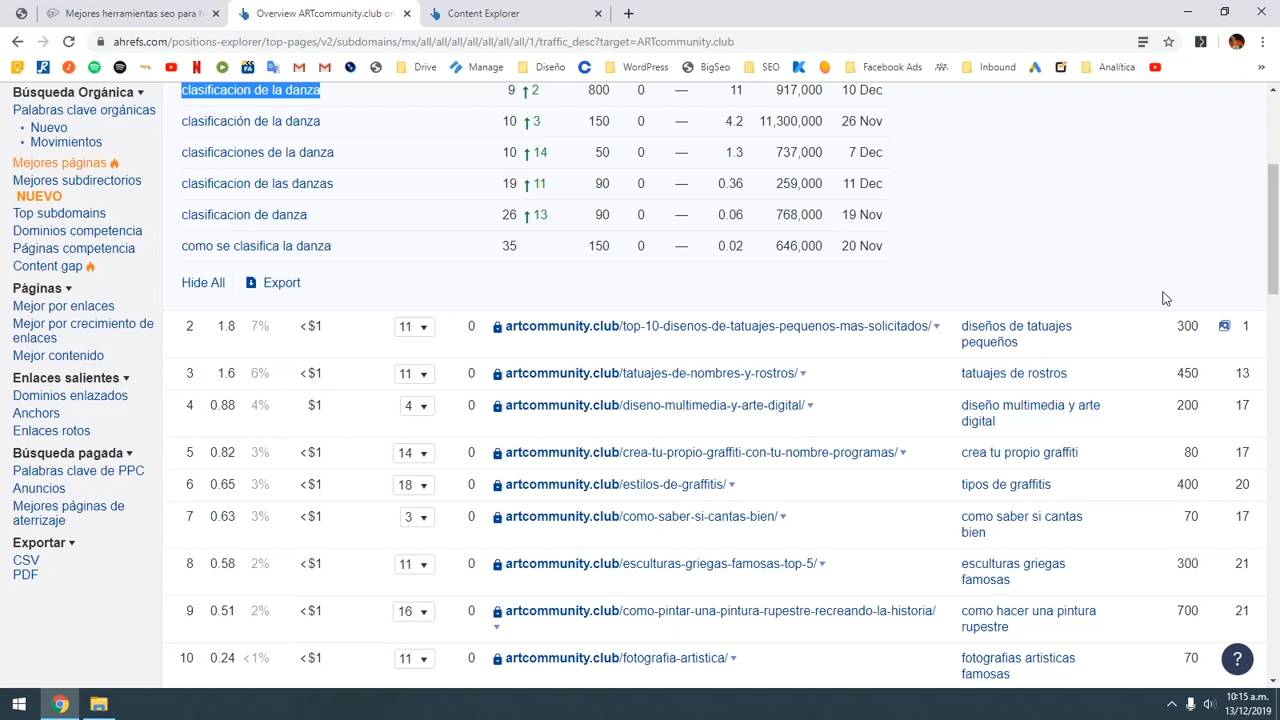 Mejores herramientas seo para h
Overview ARTcommunity.club on
Content Explorer
ahrefs.com/positions-explorer/top-pages/v2/subdomains/mx/all/all/all/all/all/all/all/1/traffic_desc?target=ARTcommunity.club
Drive Manage Diseño WordPress BigSeo SEO Facebook Ads Inbound Analítica »
Búsqueda Orgánica
Palabras clave orgánicas
• Nuevo
• Movimientos
Mejores páginas
Mejores subdirectorios
NUEVO
Top subdomains
Dominios competencia
Páginas competencia
Content gap
Páginas
Mejor por enlaces
Mejor por crecimiento de
enlaces
Mejor contenido
Enlaces salientes
Dominios enlazados
Anchors
Enlaces rotos
Búsqueda pagada
Palabras clave de PPC
Anuncios
Mejores páginas de
aterrizaje
Exportar
CSV
PDF
clasificacion de la danza 9 ↑2 800 0 — 11 917,000 10 Dec
clasificación de la danza 10 ↑3 150 0 — 4.2 11,300,000 26 Nov
clasificaciones de la danza 10 ↑14 50 0 — 1.3 737,000 7 Dec
clasificacion de las danzas 19 ↑11 90 0 — 0.36 259,000 11 Dec
clasificacion de danza 26 ↑13 90 0 — 0.06 768,000 19 Nov
como se clasifica la danza 35 150 0 — 0.02 646,000 20 Nov
Hide All Export
2 1.8 7% <$1 11 0 artcommunity.club/top-10-disenos-de-tatuajes-pequenos-mas-solicitados/ diseños de tatuajes 300 1
pequeños
3 1.6 6% <$1 11 0 artcommunity.club/tatuajes-de-nombres-y-rostros/ tatuajes de rostros 450 13
4 0.88 4% $1 4 0 artcommunity.club/diseno-multimedia-y-arte-digital/ diseño multimedia y arte 200 17
digital
5 0.82 3% <$1 14 0 artcommunity.club/crea-tu-propio-graffiti-con-tu-nombre-programas/ crea tu propio graffiti 80 17
6 0.65 3% <$1 18 0 artcommunity.club/estilos-de-graffitis/ tipos de graffitis 400 20
7 0.63 3% <$1 3 0 artcommunity.club/como-saber-si-cantas-bien/ como saber si cantas 70 17
bien
8 0.58 2% <$1 11 0 artcommunity.club/esculturas-griegas-famosas-top-5/ esculturas griegas 300 21
famosas
9 0.51 2% <$1 16 0 artcommunity.club/como-pintar-una-pintura-rupestre-recreando-la-historia/ como hacer una pintura 700 21
rupestre
10 0.24 <1% <$1 11 0 artcommunity.club/fotografia-artistica/ fotografias artisticas 70
famosas
?
10:15 a.m.
13/12/2019